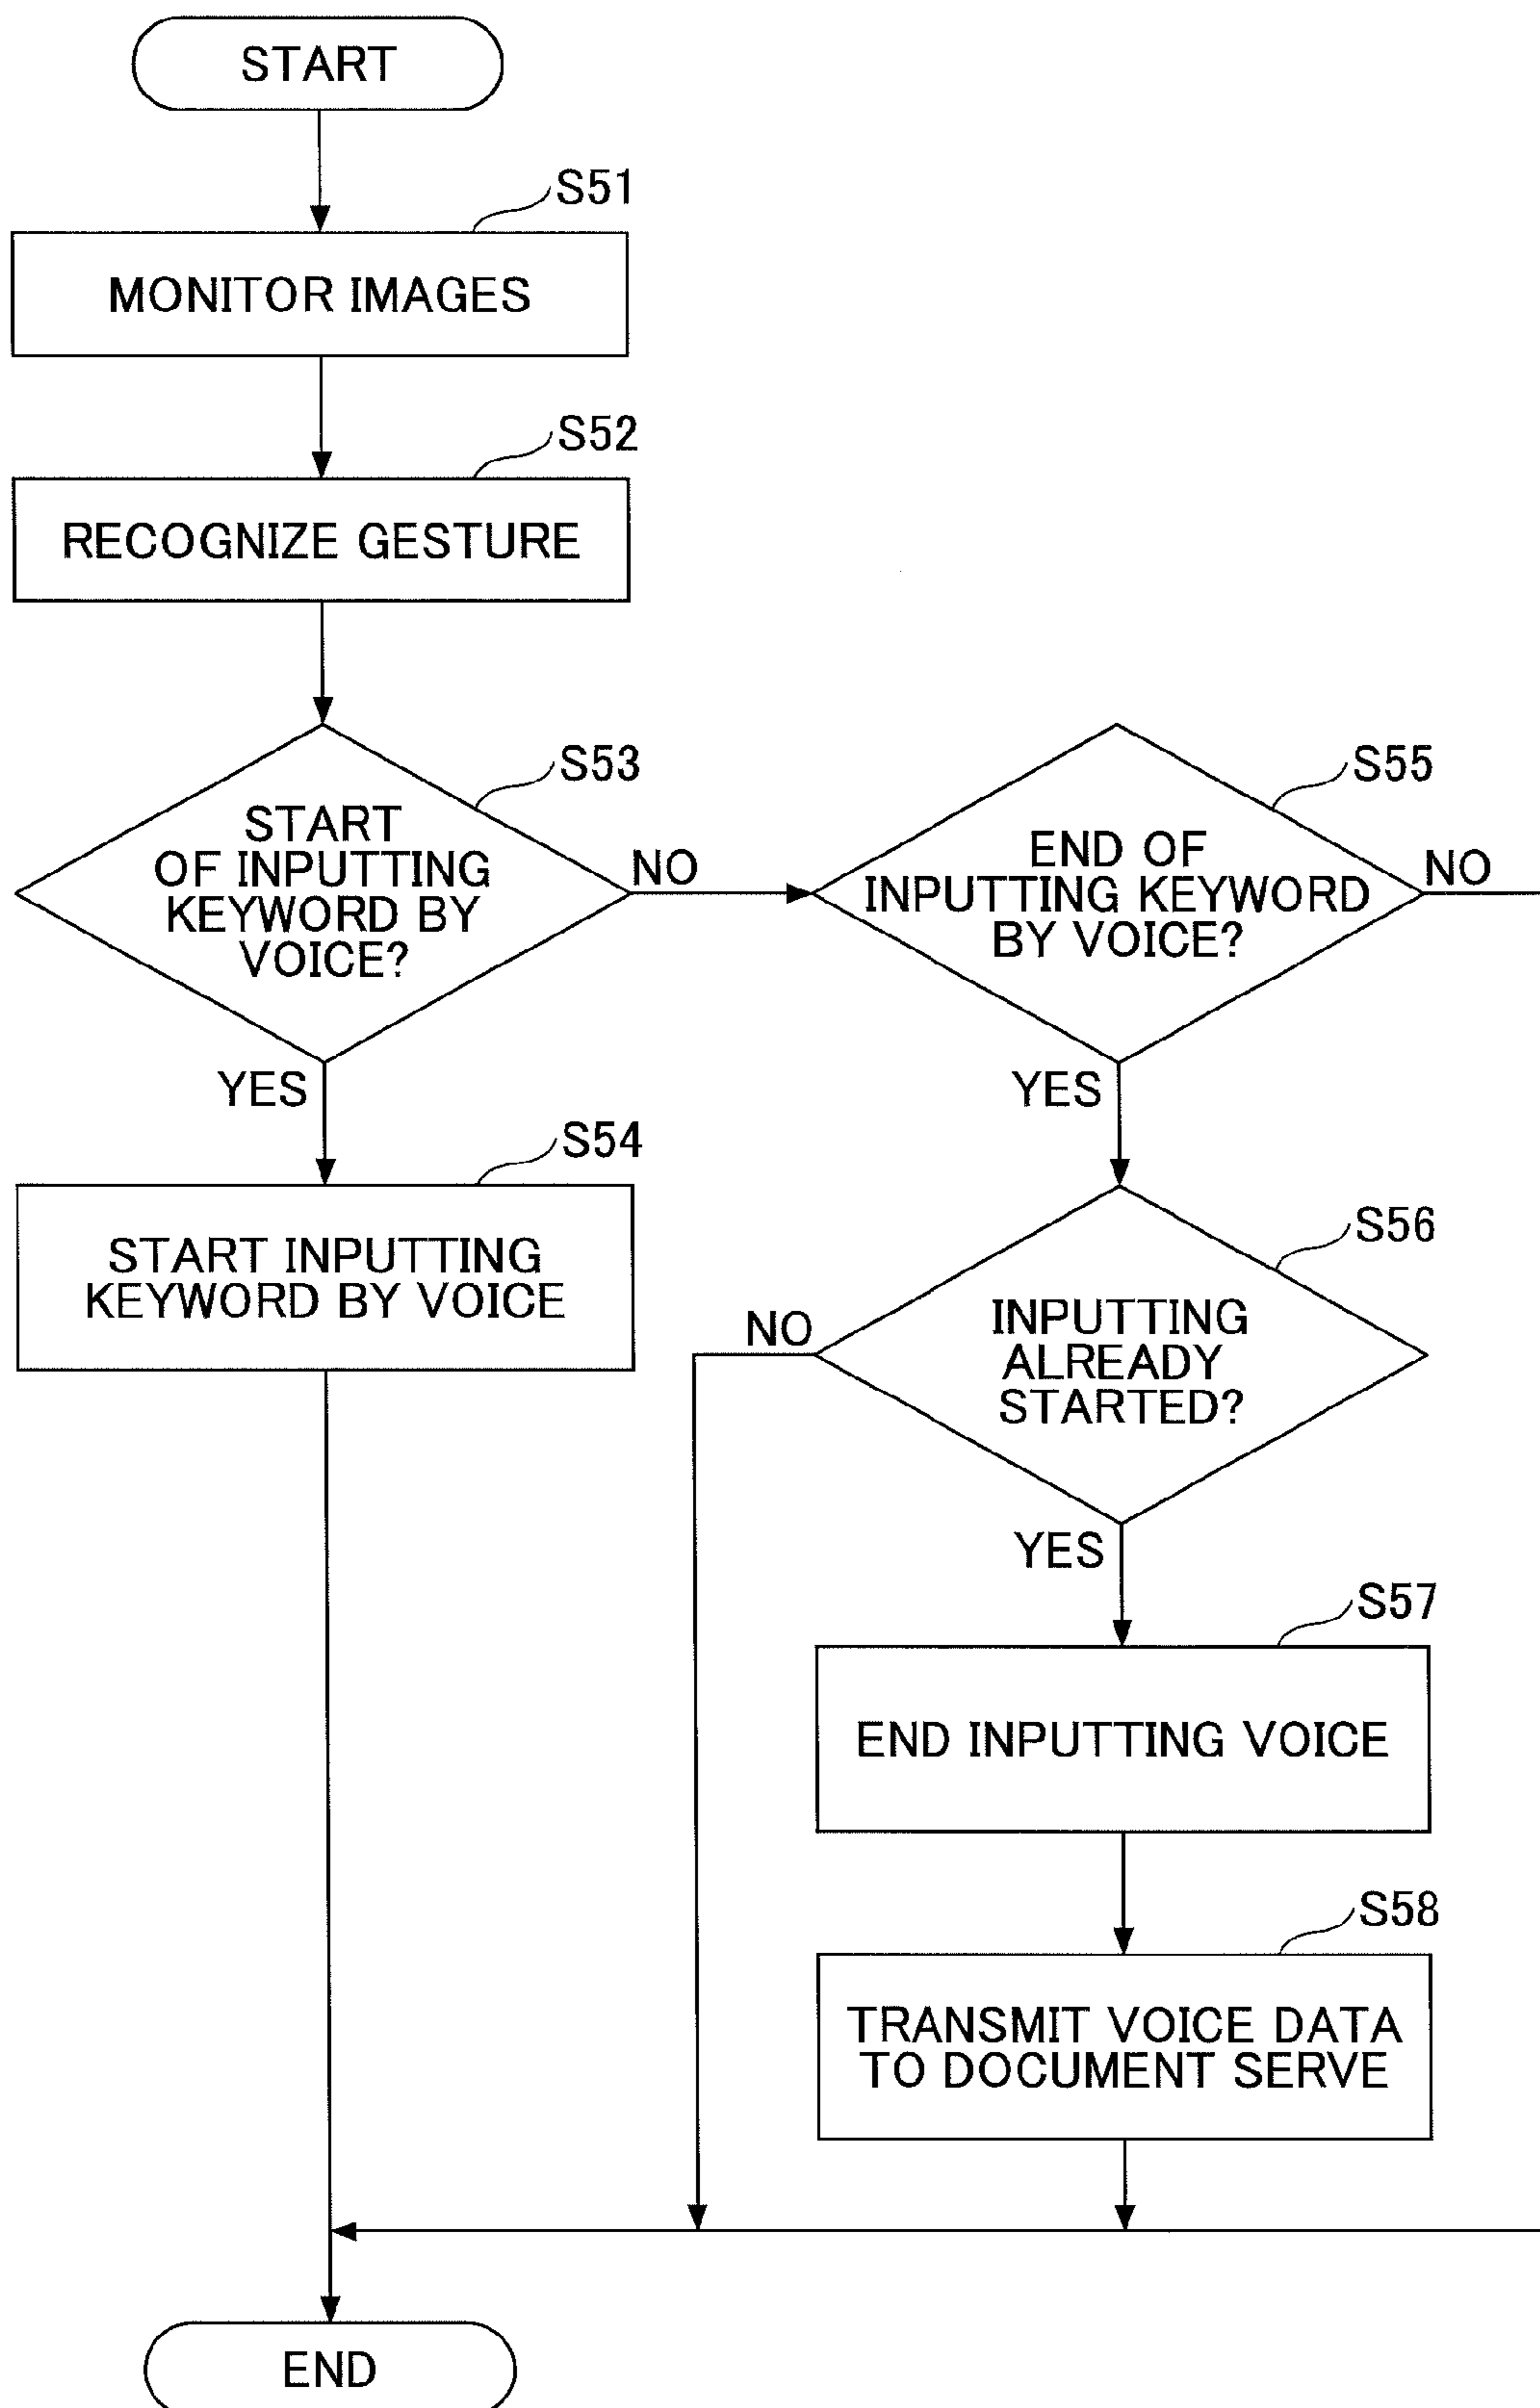 START
S51
MONITOR IMAGES
S52
RECOGNIZE GESTURE
S53
START
OF INPUTTING
KEYWORD BY
VOICE?
NO
YES
S54
START INPUTTING
KEYWORD BY VOICE
S55
END OF
INPUTTING KEYWORD
BY VOICE?
NO
YES
S56
INPUTTING
ALREADY
STARTED?
NO
YES
S57
END INPUTTING VOICE
S58
TRANSMIT VOICE DATA
TO DOCUMENT SERVE
END